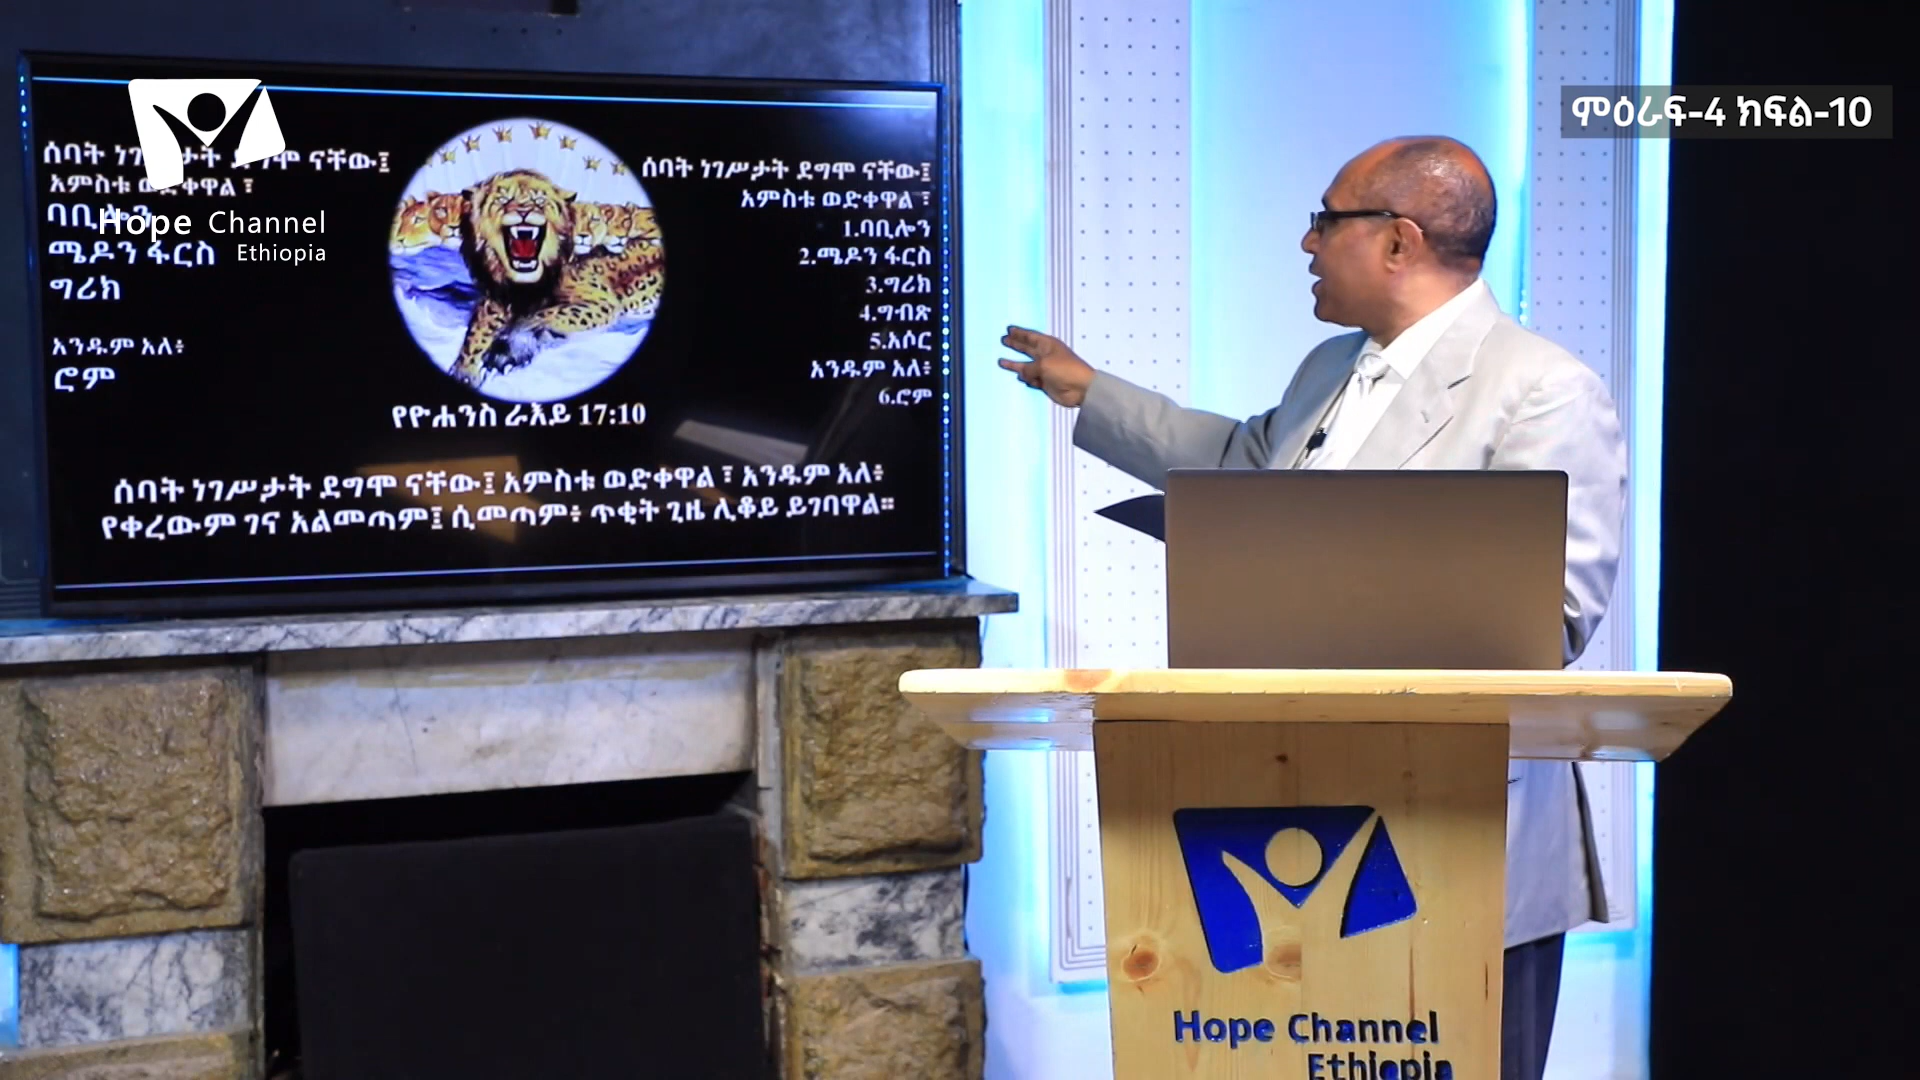 ምዕራፍ-4 ክፍል-10
Hope Channel
Ethiopia
ሰባት ናቸው፤
አምስቱ ወድቀዋል ፣
ባቢሎን
ሜዶን ፋርስ
ግሪክ
አንዱም አለ፥
ሮም
ሰባት ነገሥታት ደግሞ ናቸው፤
አምስቱ ወድቀዋል ፣
1.ባቢሎን
2.ሜዶን ፋርስ
3.ግሪክ
4.ግብጽ
5.አሶር
አንዱም አለ፥
6.ሮም
የዮሐንስ ራእይ 17:10
ሰባት ነገሥታት ደግሞ ናቸው፤ አምስቱ ወድቀዋል ፣ አንዱም አለ፥
የቀረውም ገና አልመጣም፤ ሲመጣም፥ ጥቂት ጊዜ ሊቆይ ይገባዋል።
Hope Channel
Ethiopia